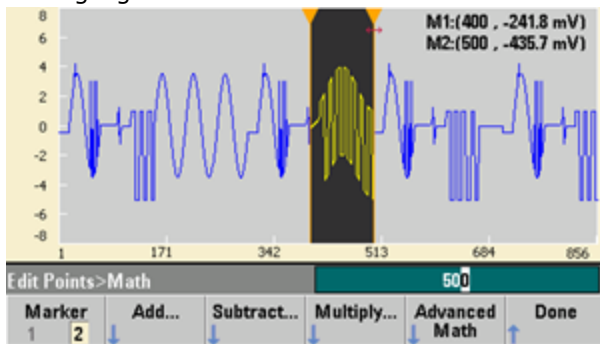 8
M1:(400 , -241.8 mV)
6
M2:(500 , -435.7 mV)
4
2
0
-2
-4
-6
-8
1 171 342 513 684 856
Edit Points>Math 500
Marker Add... Subtract... Multiply... Advanced Math Done
1 2